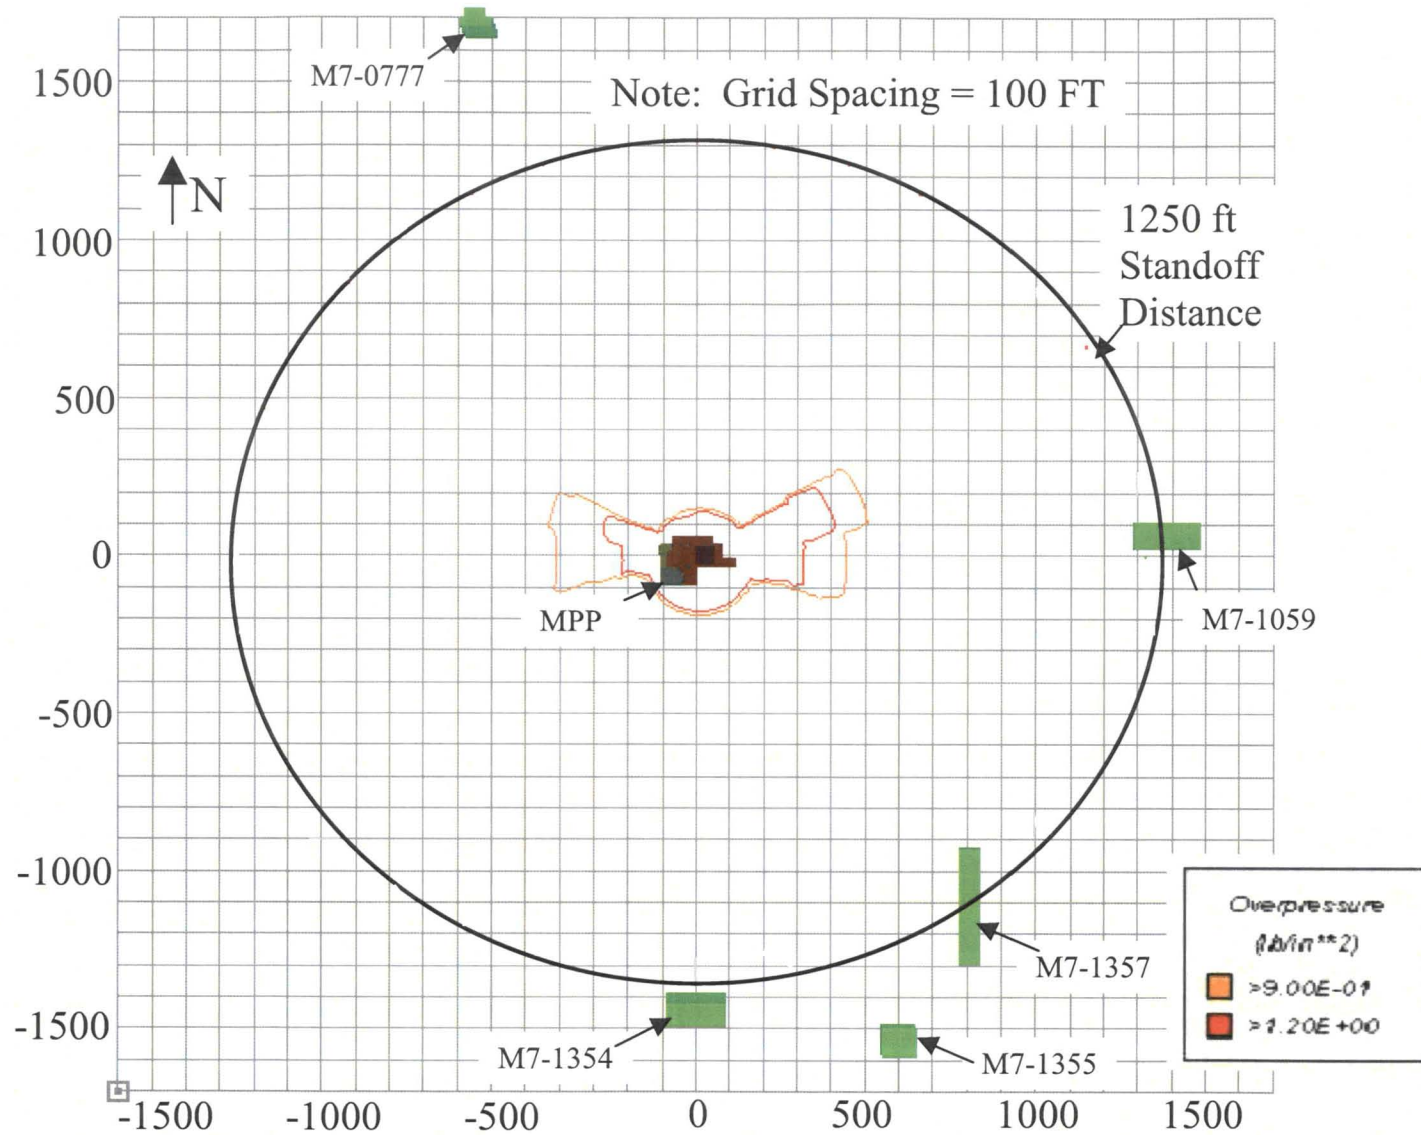 M7-0777
1500
Note: Grid Spacing = 100 FT
N
1250 ft
Standoff
Distance
1000
500
0
MPP
M7-1059
-500
-1000
Overpressure
(lb/in**2)
>9.00E-01
>1.20E+00
M7-1357
-1500
M7-1354
M7-1355
-1500
-1000
-500
0
500
1000
1500